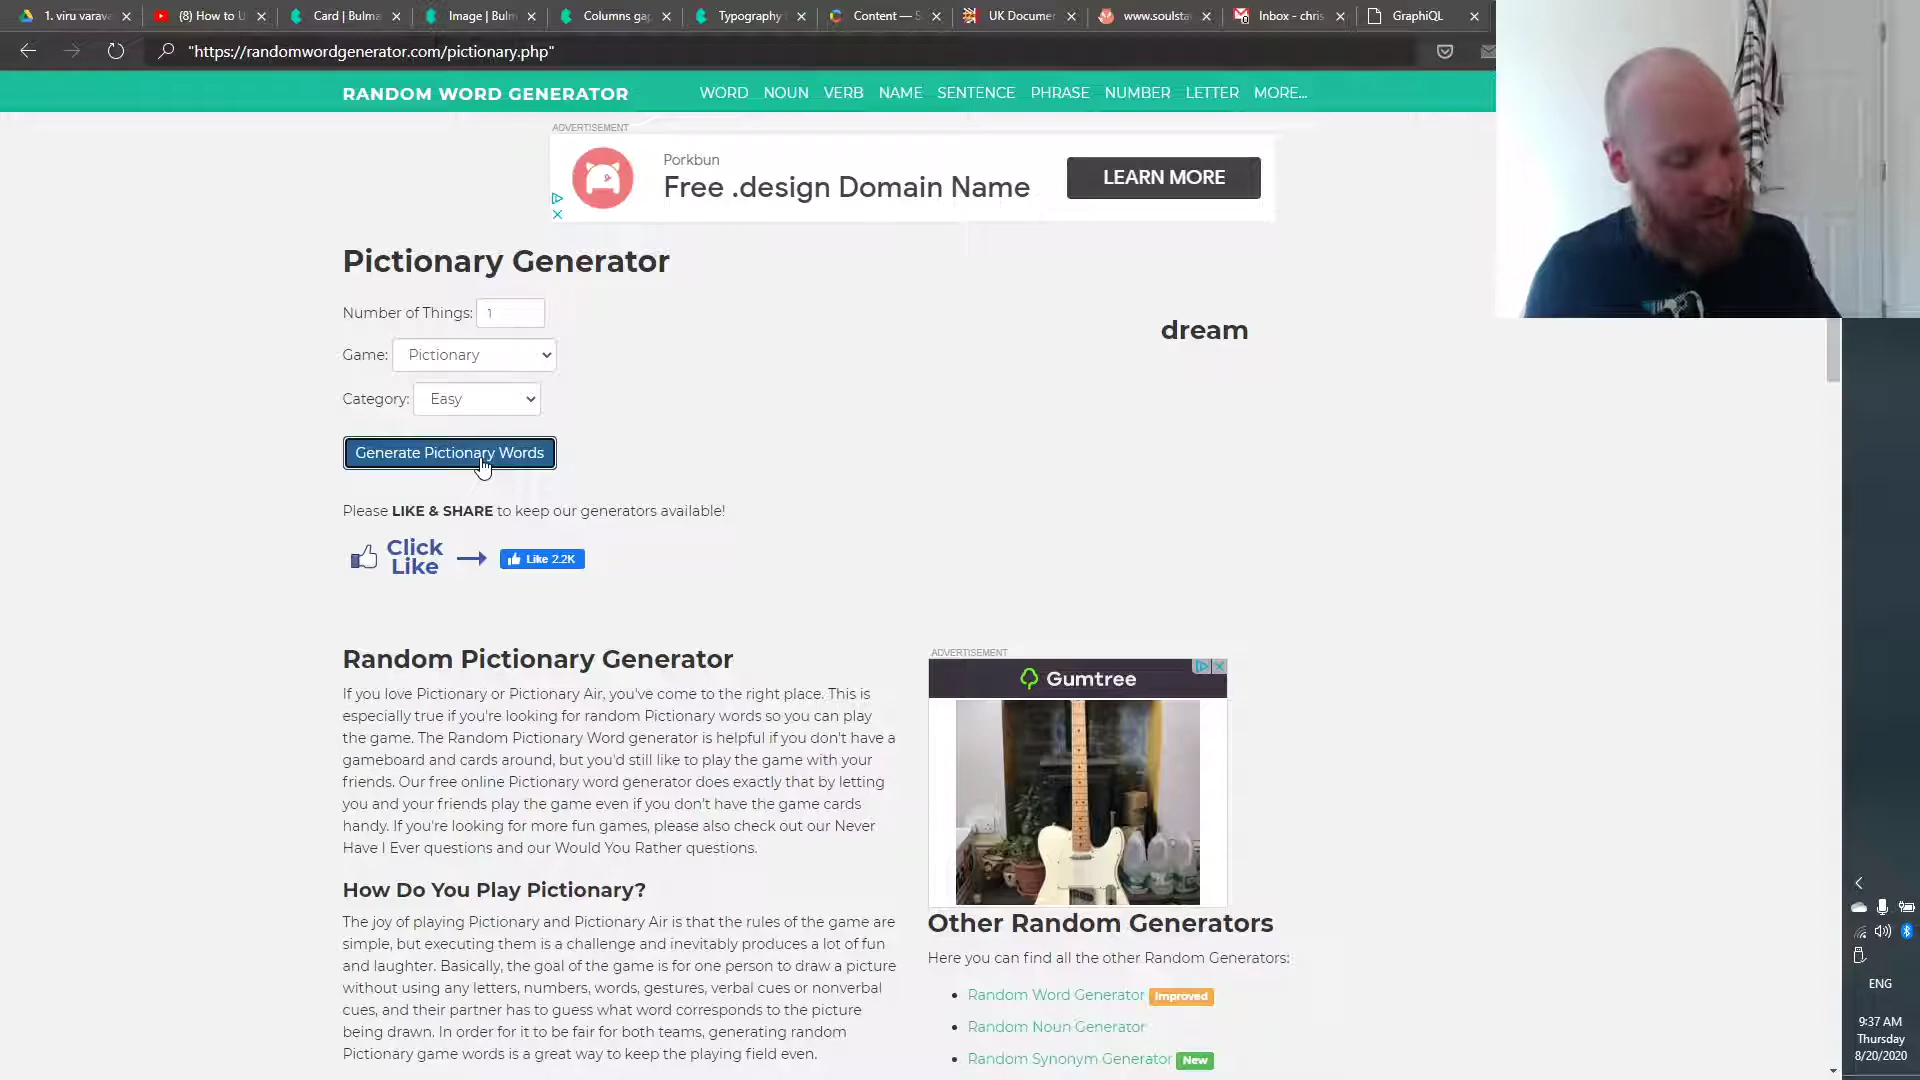 1. viru varava
(8) How to U
Card | Bulma
Image | Bulm
Columns gap
Typography
Content — S
UK Documen
www.soulsta
Inbox - chris
GraphiQL
"https://randomwordgenerator.com/pictionary.php"
RANDOM WORD GENERATOR
WORD NOUN VERB NAME SENTENCE PHRASE NUMBER LETTER MORE...
ADVERTISEMENT
Porkbun
Free .design Domain Name
LEARN MORE
Pictionary Generator
Number of Things: 1
dream
Game: Pictionary
Category: Easy
Generate Pictionary Words
Please LIKE & SHARE to keep our generators available!
Click
Like
Like 2.2K
Random Pictionary Generator
If you love Pictionary or Pictionary Air, you've come to the right place. This is
especially true if you're looking for random Pictionary words so you can play
the game. The Random Pictionary Word generator is helpful if you don't have a
gameboard and cards around, but you'd still like to play the game with your
friends. Our free online Pictionary word generator does exactly that by letting
you and your friends play the game even if you don't have the game cards
handy. If you're looking for more fun games, please also check out our Never
Have I Ever questions and our Would You Rather questions.
How Do You Play Pictionary?
The joy of playing Pictionary and Pictionary Air is that the rules of the game are
simple, but executing them is a challenge and inevitably produces a lot of fun
and laughter. Basically, the goal of the game is for one person to draw a picture
without using any letters, numbers, words, gestures, verbal cues or nonverbal
cues, and their partner has to guess what word corresponds to the picture
being drawn. In order for it to be fair for both teams, generating random
Pictionary game words is a great way to keep the playing field even.
ADVERTISEMENT
Gumtree
Other Random Generators
Here you can find all the other Random Generators:
Random Word Generator Improved
Random Noun Generator
Random Synonym Generator New
ENG
9:37 AM
Thursday
8/20/2020